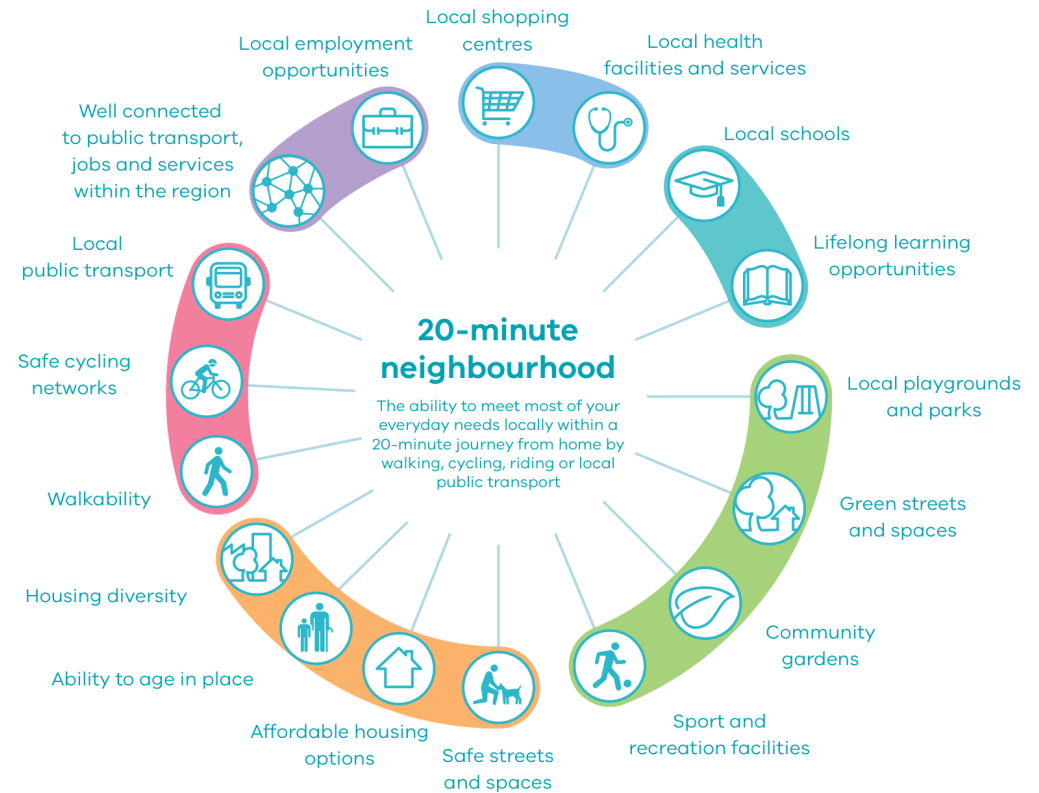 Local shopping
centres
Local health
facilities and services
Local schools
Lifelong learning
opportunities
Local playgrounds
and parks
Green streets
and spaces
Community
gardens
Sport and
recreation facilities
Safe streets
and spaces
Affordable housing
options
Ability to age in place
Housing diversity
Walkability
Safe cycling
networks
Local
public transport
Well connected
to public transport,
jobs and services
within the region
Local employment
opportunities
20-minute
neighbourhood
The ability to meet most of your
everyday needs locally within a
20-minute journey from home by
walking, cycling, riding or local
public transport